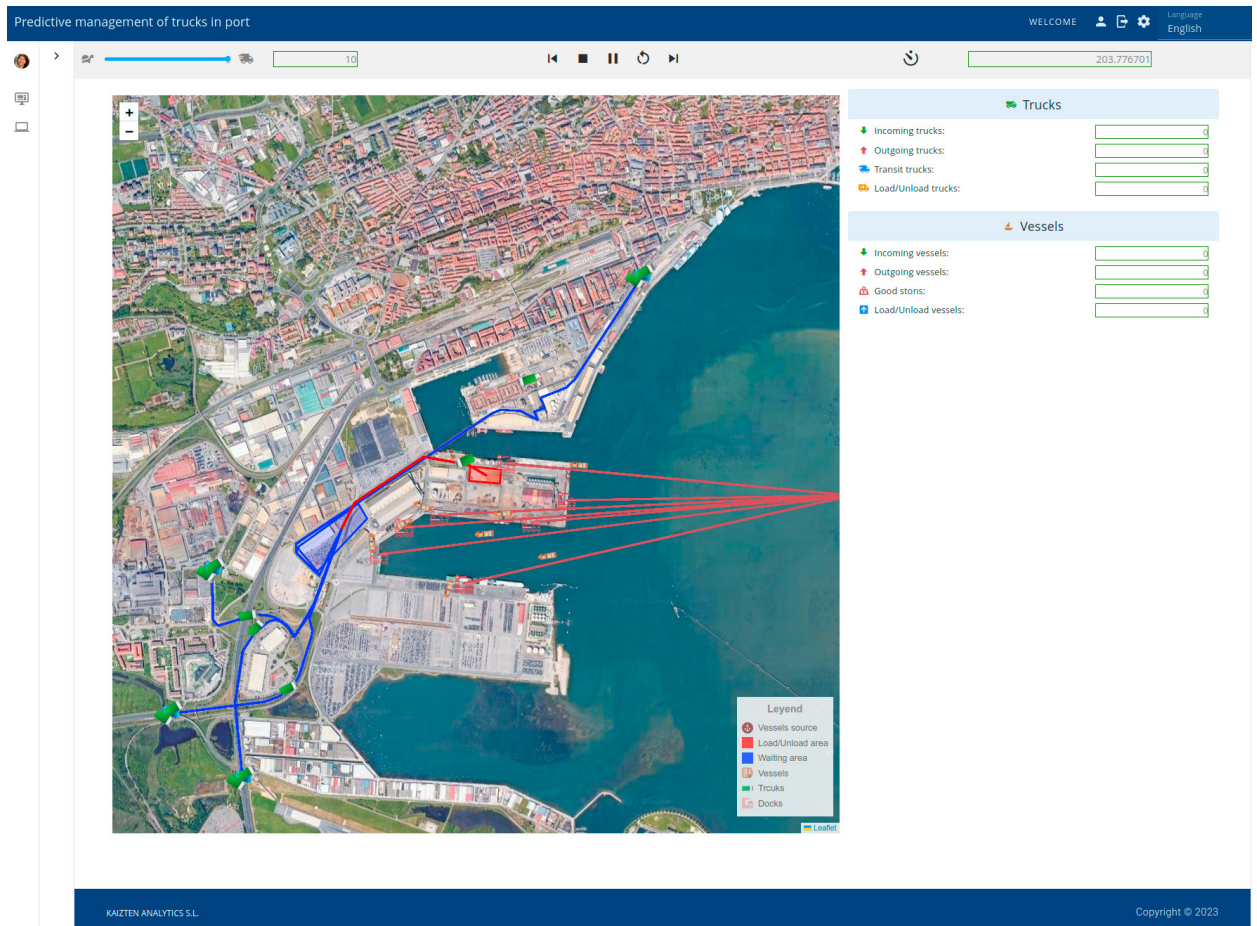 Predictive management of trucks in port
WELCOME
Language
English
10
203.776701
+
−
Trucks
Incoming trucks:
0
Outgoing trucks:
0
Transit trucks:
0
Load/Unload trucks:
0
Vessels
Incoming vessels:
0
Outgoing vessels:
0
Good stons:
0
Load/Unload vessels:
0
Leyend
Vessels source
Load/Unload area
Waiting area
Vessels
Trcuks
Docks
Leaflet
KAIZTEN ANALYTICS S.L.
Copyright © 2023